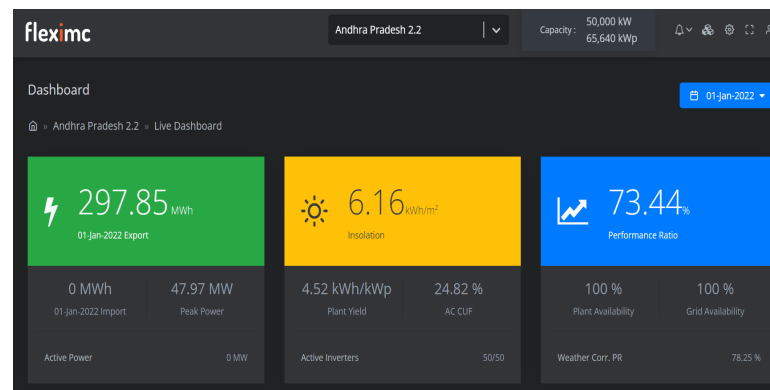 fleximc
Andhra Pradesh 2.2
Capacity :
50,000 kW
65,640 kWp
Dashboard
01-Jan-2022
» Andhra Pradesh 2.2 » Live Dashboard
297.85 MWh
01-Jan-2022 Export
6.16 kWh/m²
Insolation
73.44%
Performance Ratio
0 MWh
01-Jan-2022 Import
47.97 MW
Peak Power
4.52 kWh/kWp
Plant Yield
24.82 %
AC CUF
100 %
Plant Availability
100 %
Grid Availability
Active Power 0 MW
Active Inverters 50/50
Weather Corr. PR 78.25 %